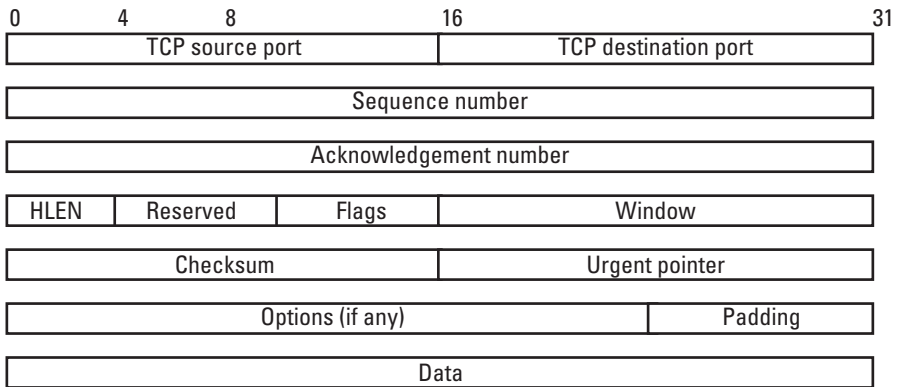 0 4 8 16 31
TCP source port TCP destination port
Sequence number
Acknowledgement number
HLEN Reserved Flags Window
Checksum Urgent pointer
Options (if any) Padding
Data